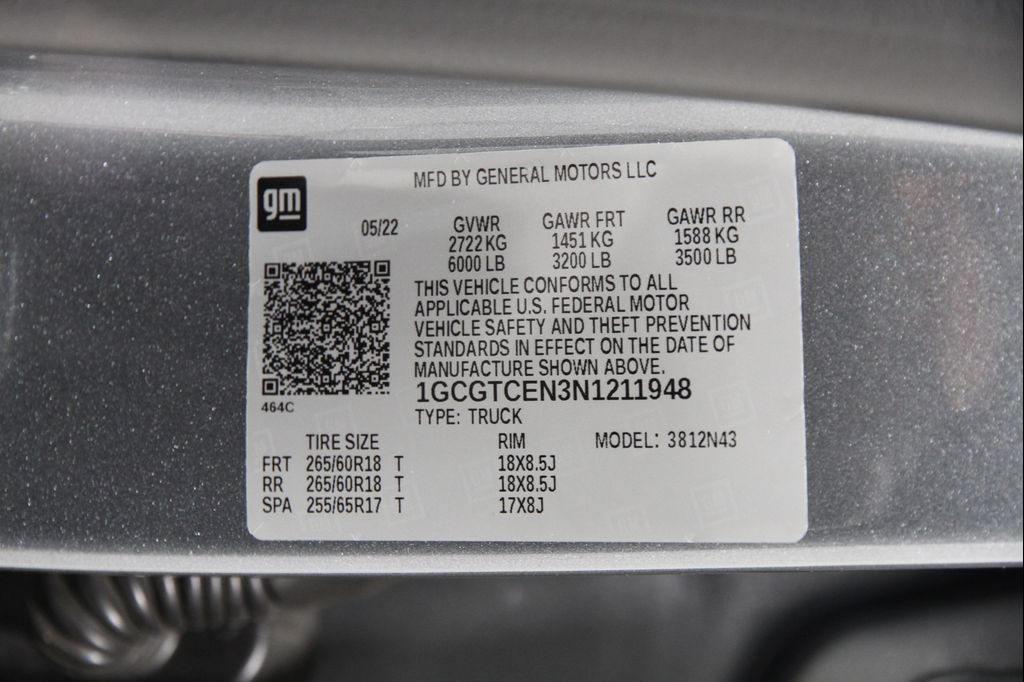 gm
MFD BY GENERAL MOTORS LLC
05/22 GVWR GAWR FRT GAWR RR
2722 KG 1451 KG 1588 KG
6000 LB 3200 LB 3500 LB
THIS VEHICLE CONFORMS TO ALL
APPLICABLE U.S. FEDERAL MOTOR
VEHICLE SAFETY AND THEFT PREVENTION
STANDARDS IN EFFECT ON THE DATE OF
MANUFACTURE SHOWN ABOVE.
1GCGTCEN3N1211948
464C
TYPE: TRUCK
TIRE SIZE RIM MODEL: 3812N43
FRT 265/60R18 T 18X8.5J
RR 265/60R18 T 18X8.5J
SPA 255/65R17 T 17X8J